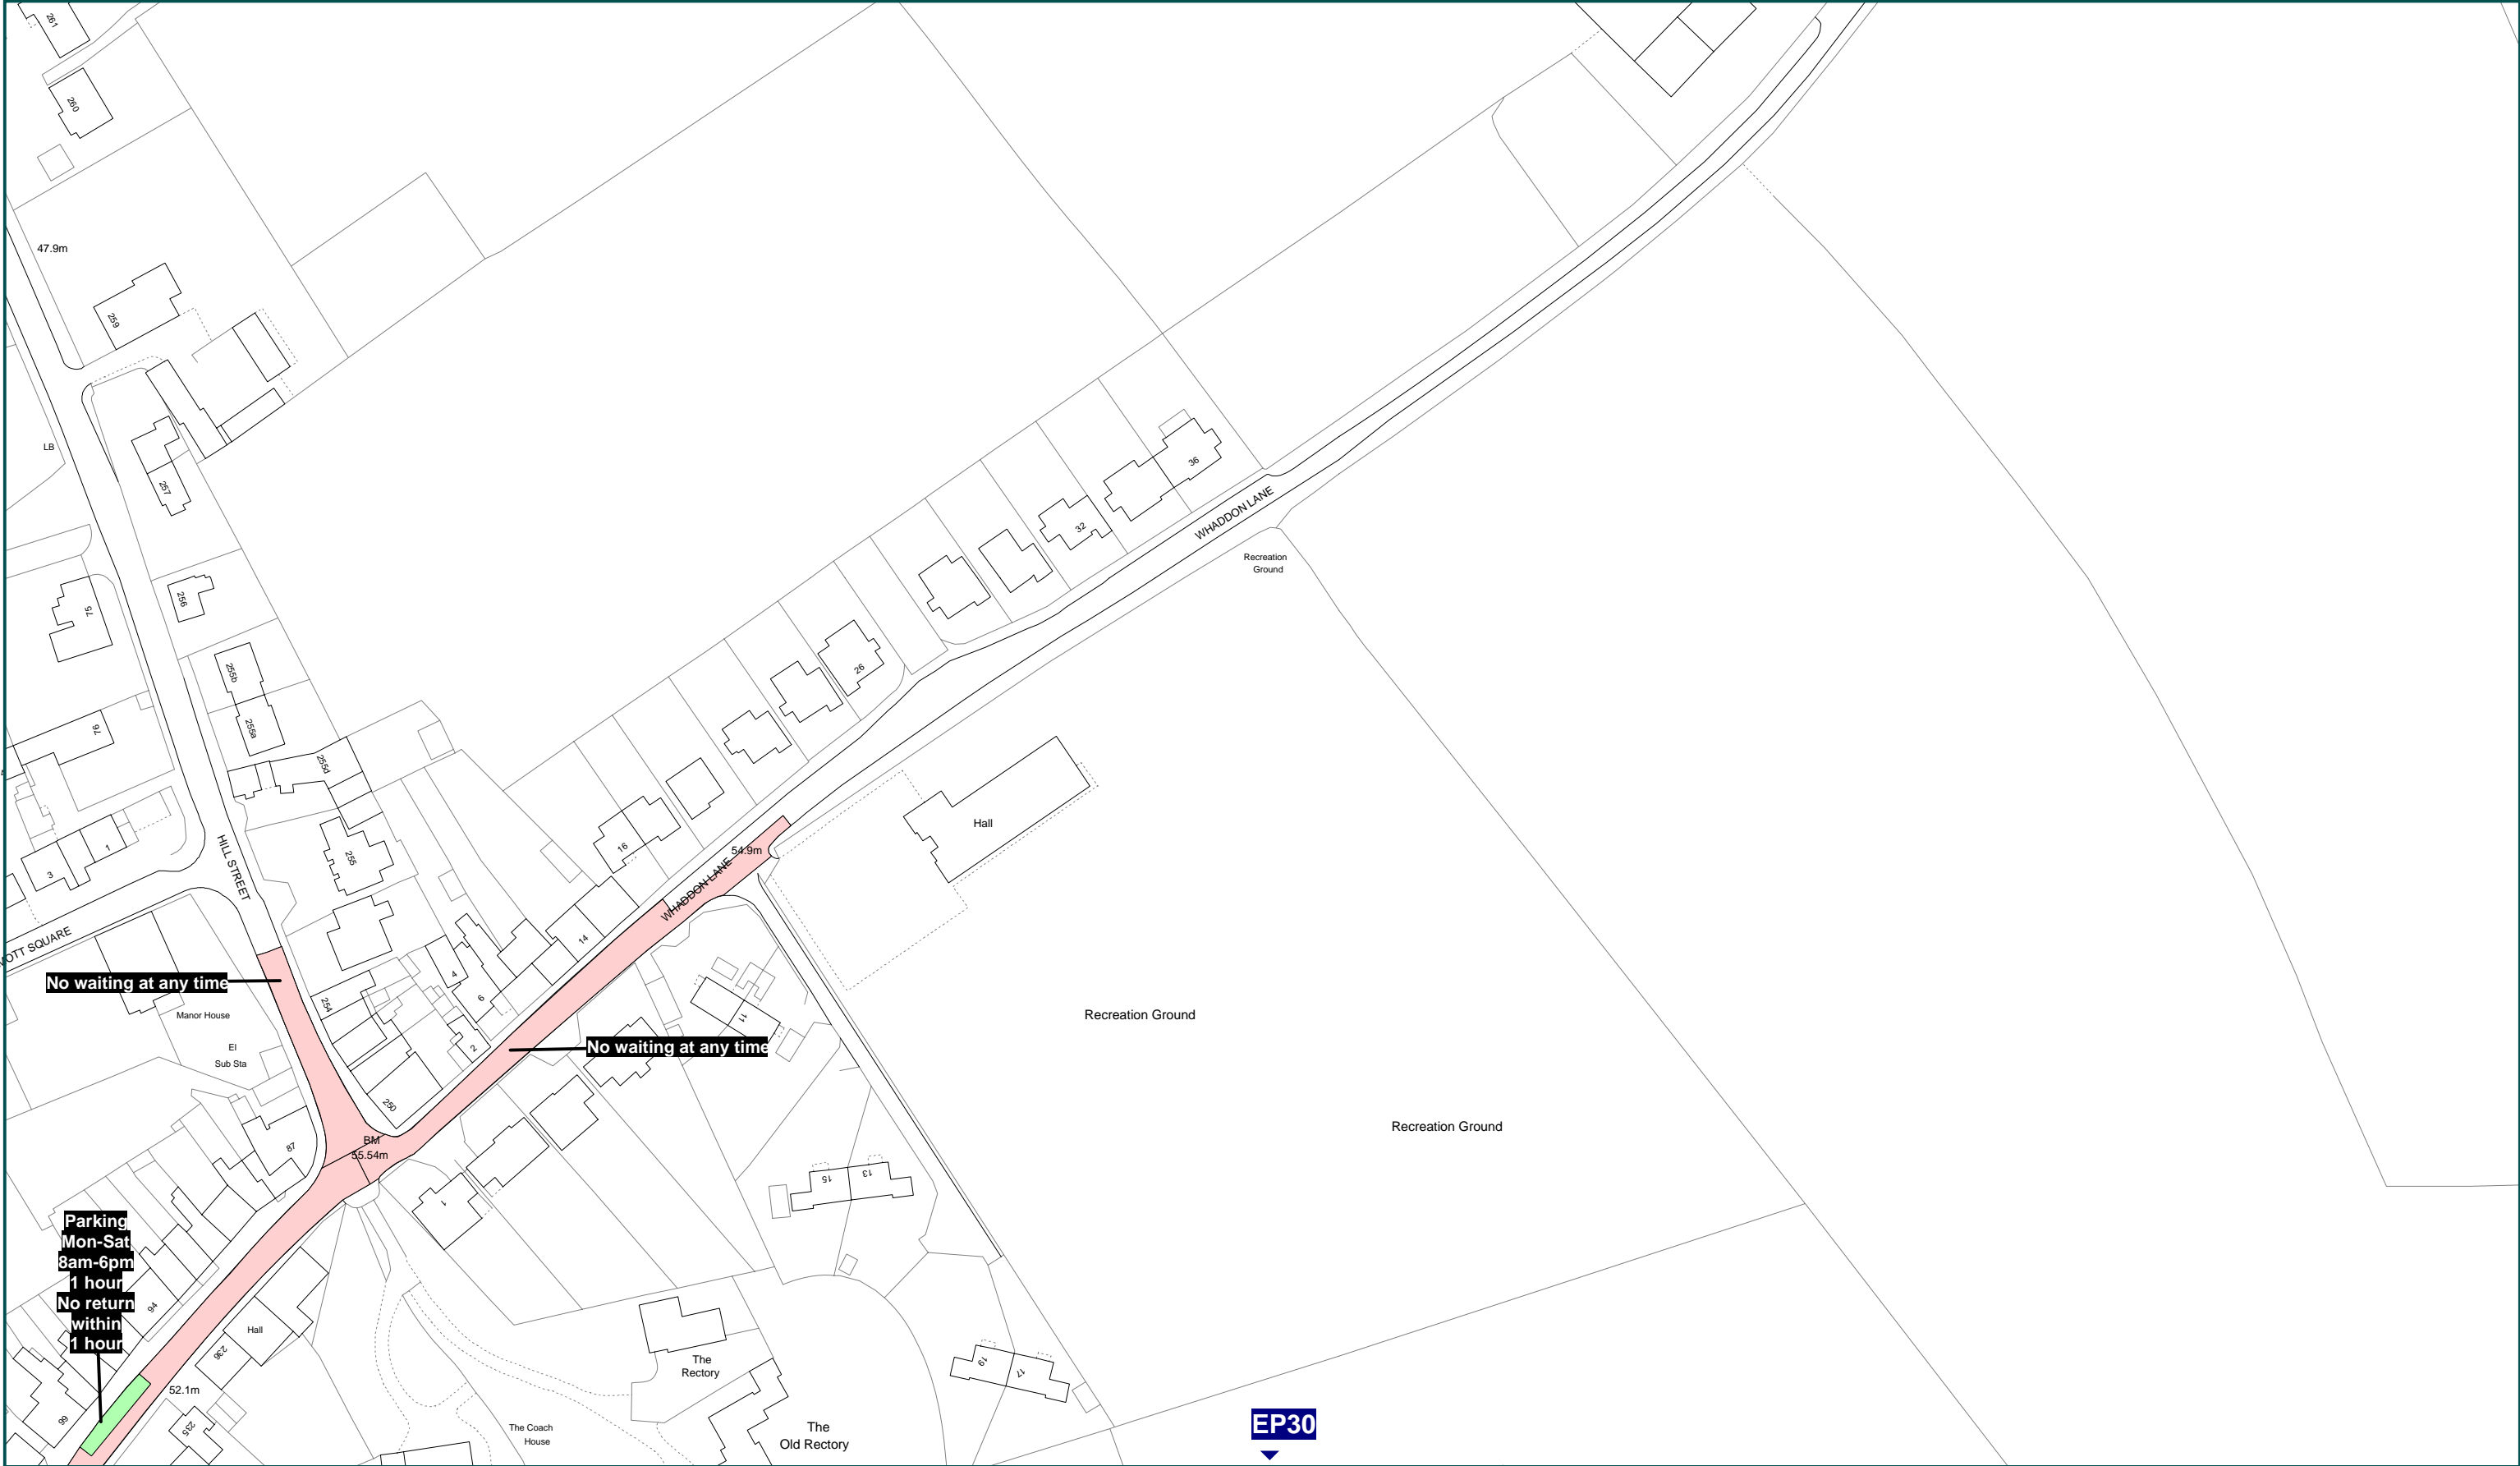 261
260
47.9m
259
LB
257
36
32
WHADDON LANE
Recreation
Ground
256
75
255b
26
255a
76
255d
Hall
16
54.9m
1
3
HILL STREET
255
WHADDON LANE
MOTT SQUARE
14
4
No waiting at any time
6
254
Manor House
Recreation Ground
11
El
Sub Sta
2
No waiting at any time
250
Recreation Ground
BM
55.54m
87
15
13
1
Parking
Mon-Sat
8am-6pm
1 hour
No return
within
1 hour
94
Hall
236
The
Rectory
19
17
52.1m
235
The Coach
House
The
Old Rectory
EP30